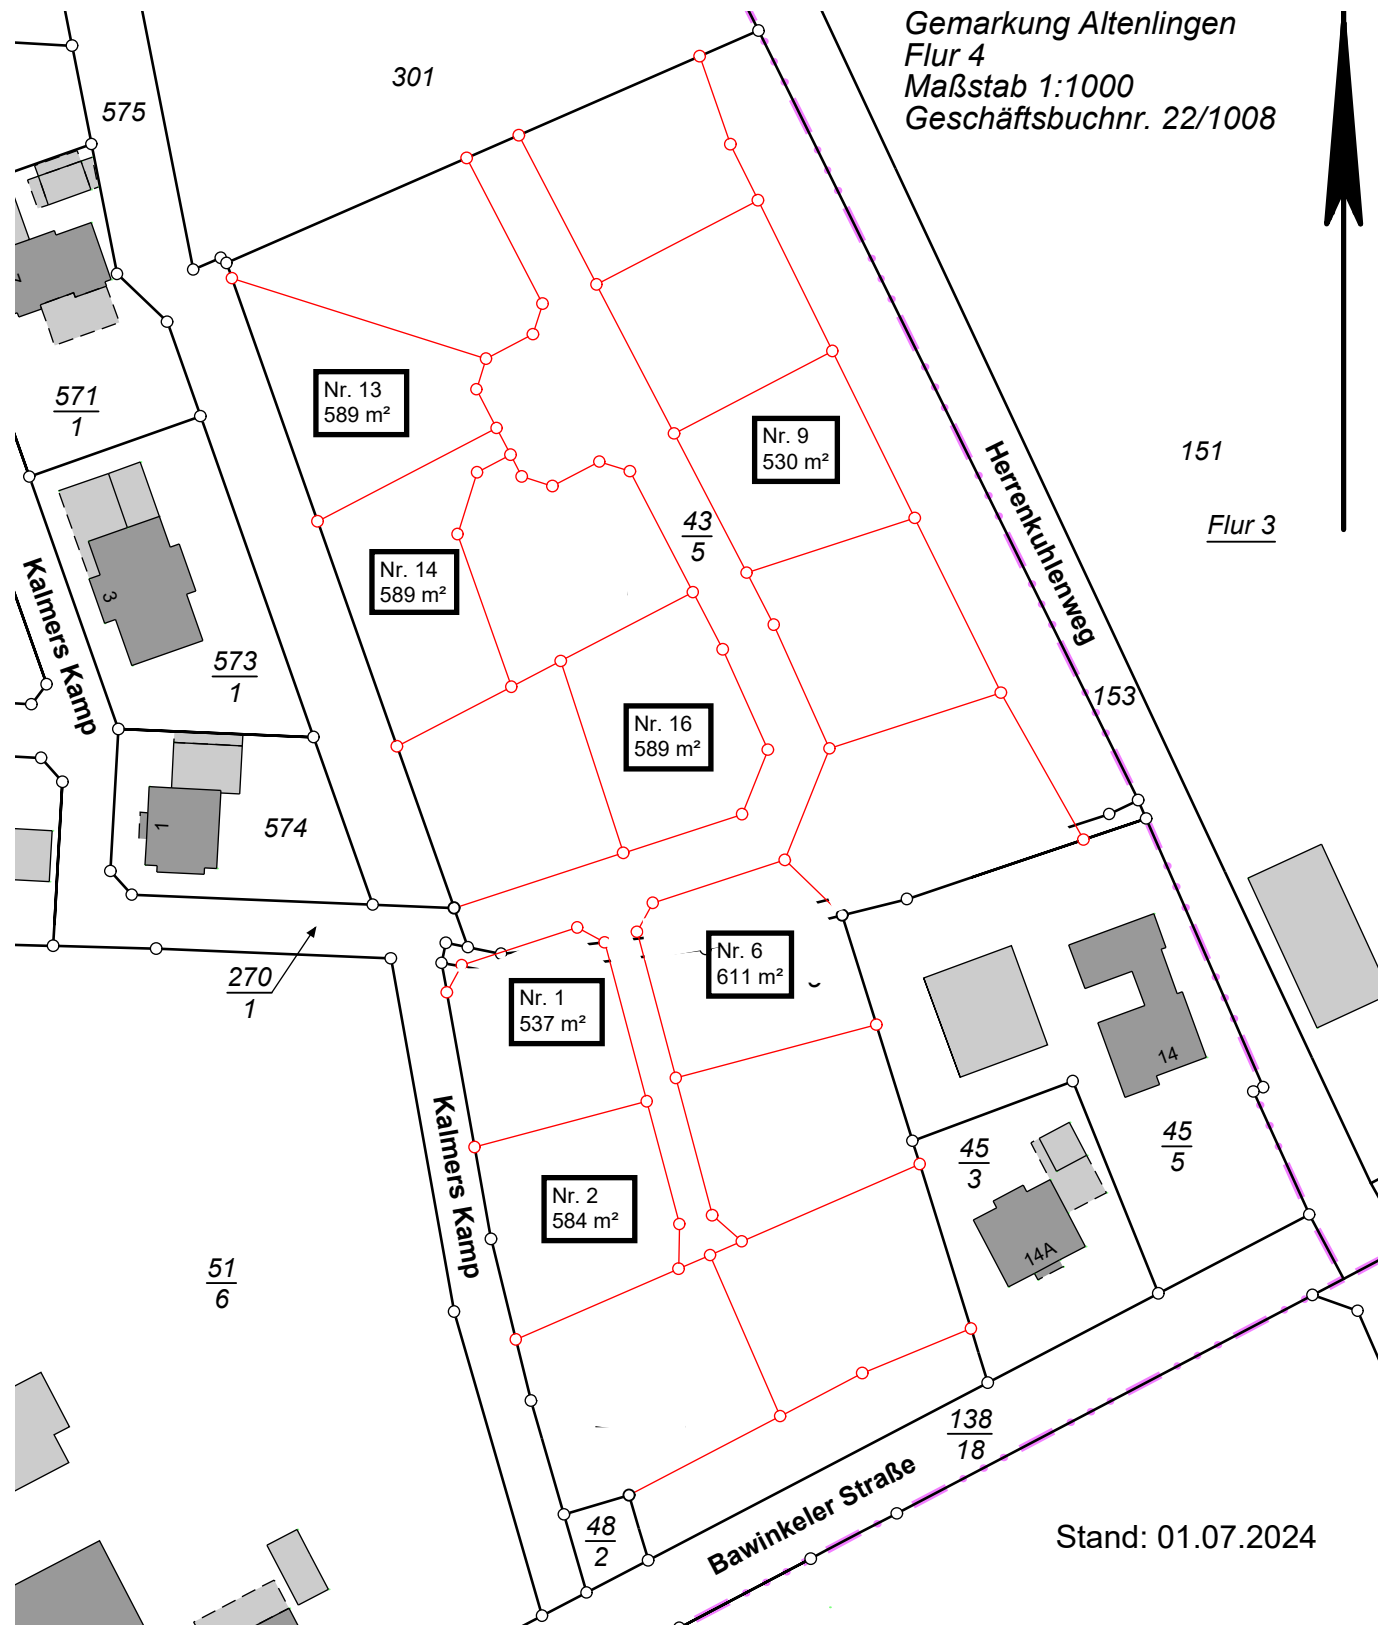 Gemarkung Altenlingen
Flur 4
Maßstab 1:1000
Geschäftsbuchnr. 22/1008
301
575
571
1
Nr. 13
589 m²
Nr. 9
530 m²
151
Flur 3
Herrenkuhlenweg
43
5
Nr. 14
589 m²
Kalmers Kamp
3
573
1
153
Nr. 16
589 m²
1
574
270
1
Nr. 6
611 m²
Nr. 1
537 m²
14
Kalmers Kamp
45
3
45
5
Nr. 2
584 m²
14A
51
6
138
18
Bawinkeler Straße
48
2
Stand: 01.07.2024